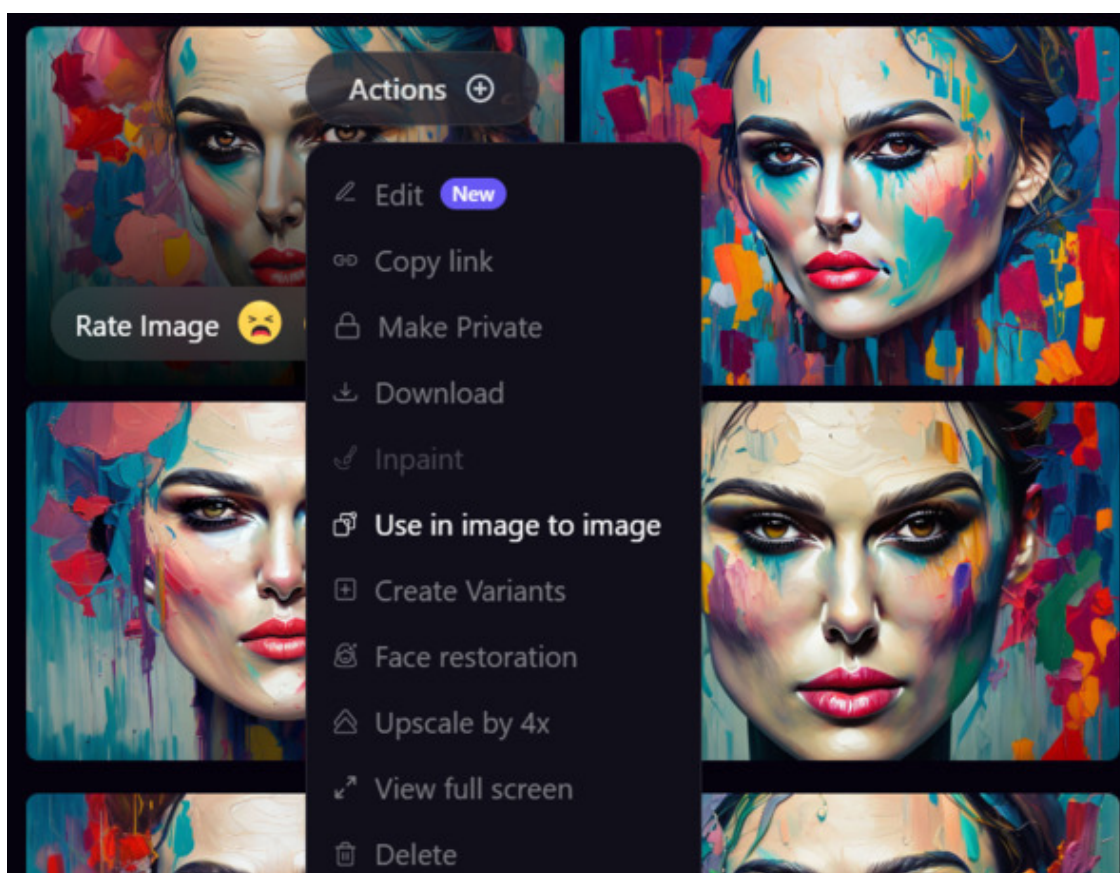 Actions
Edit New
Copy link
Rate Image
Make Private
Download
Inpaint
Use in image to image
Create Variants
Face restoration
Upscale by 4x
View full screen
Delete